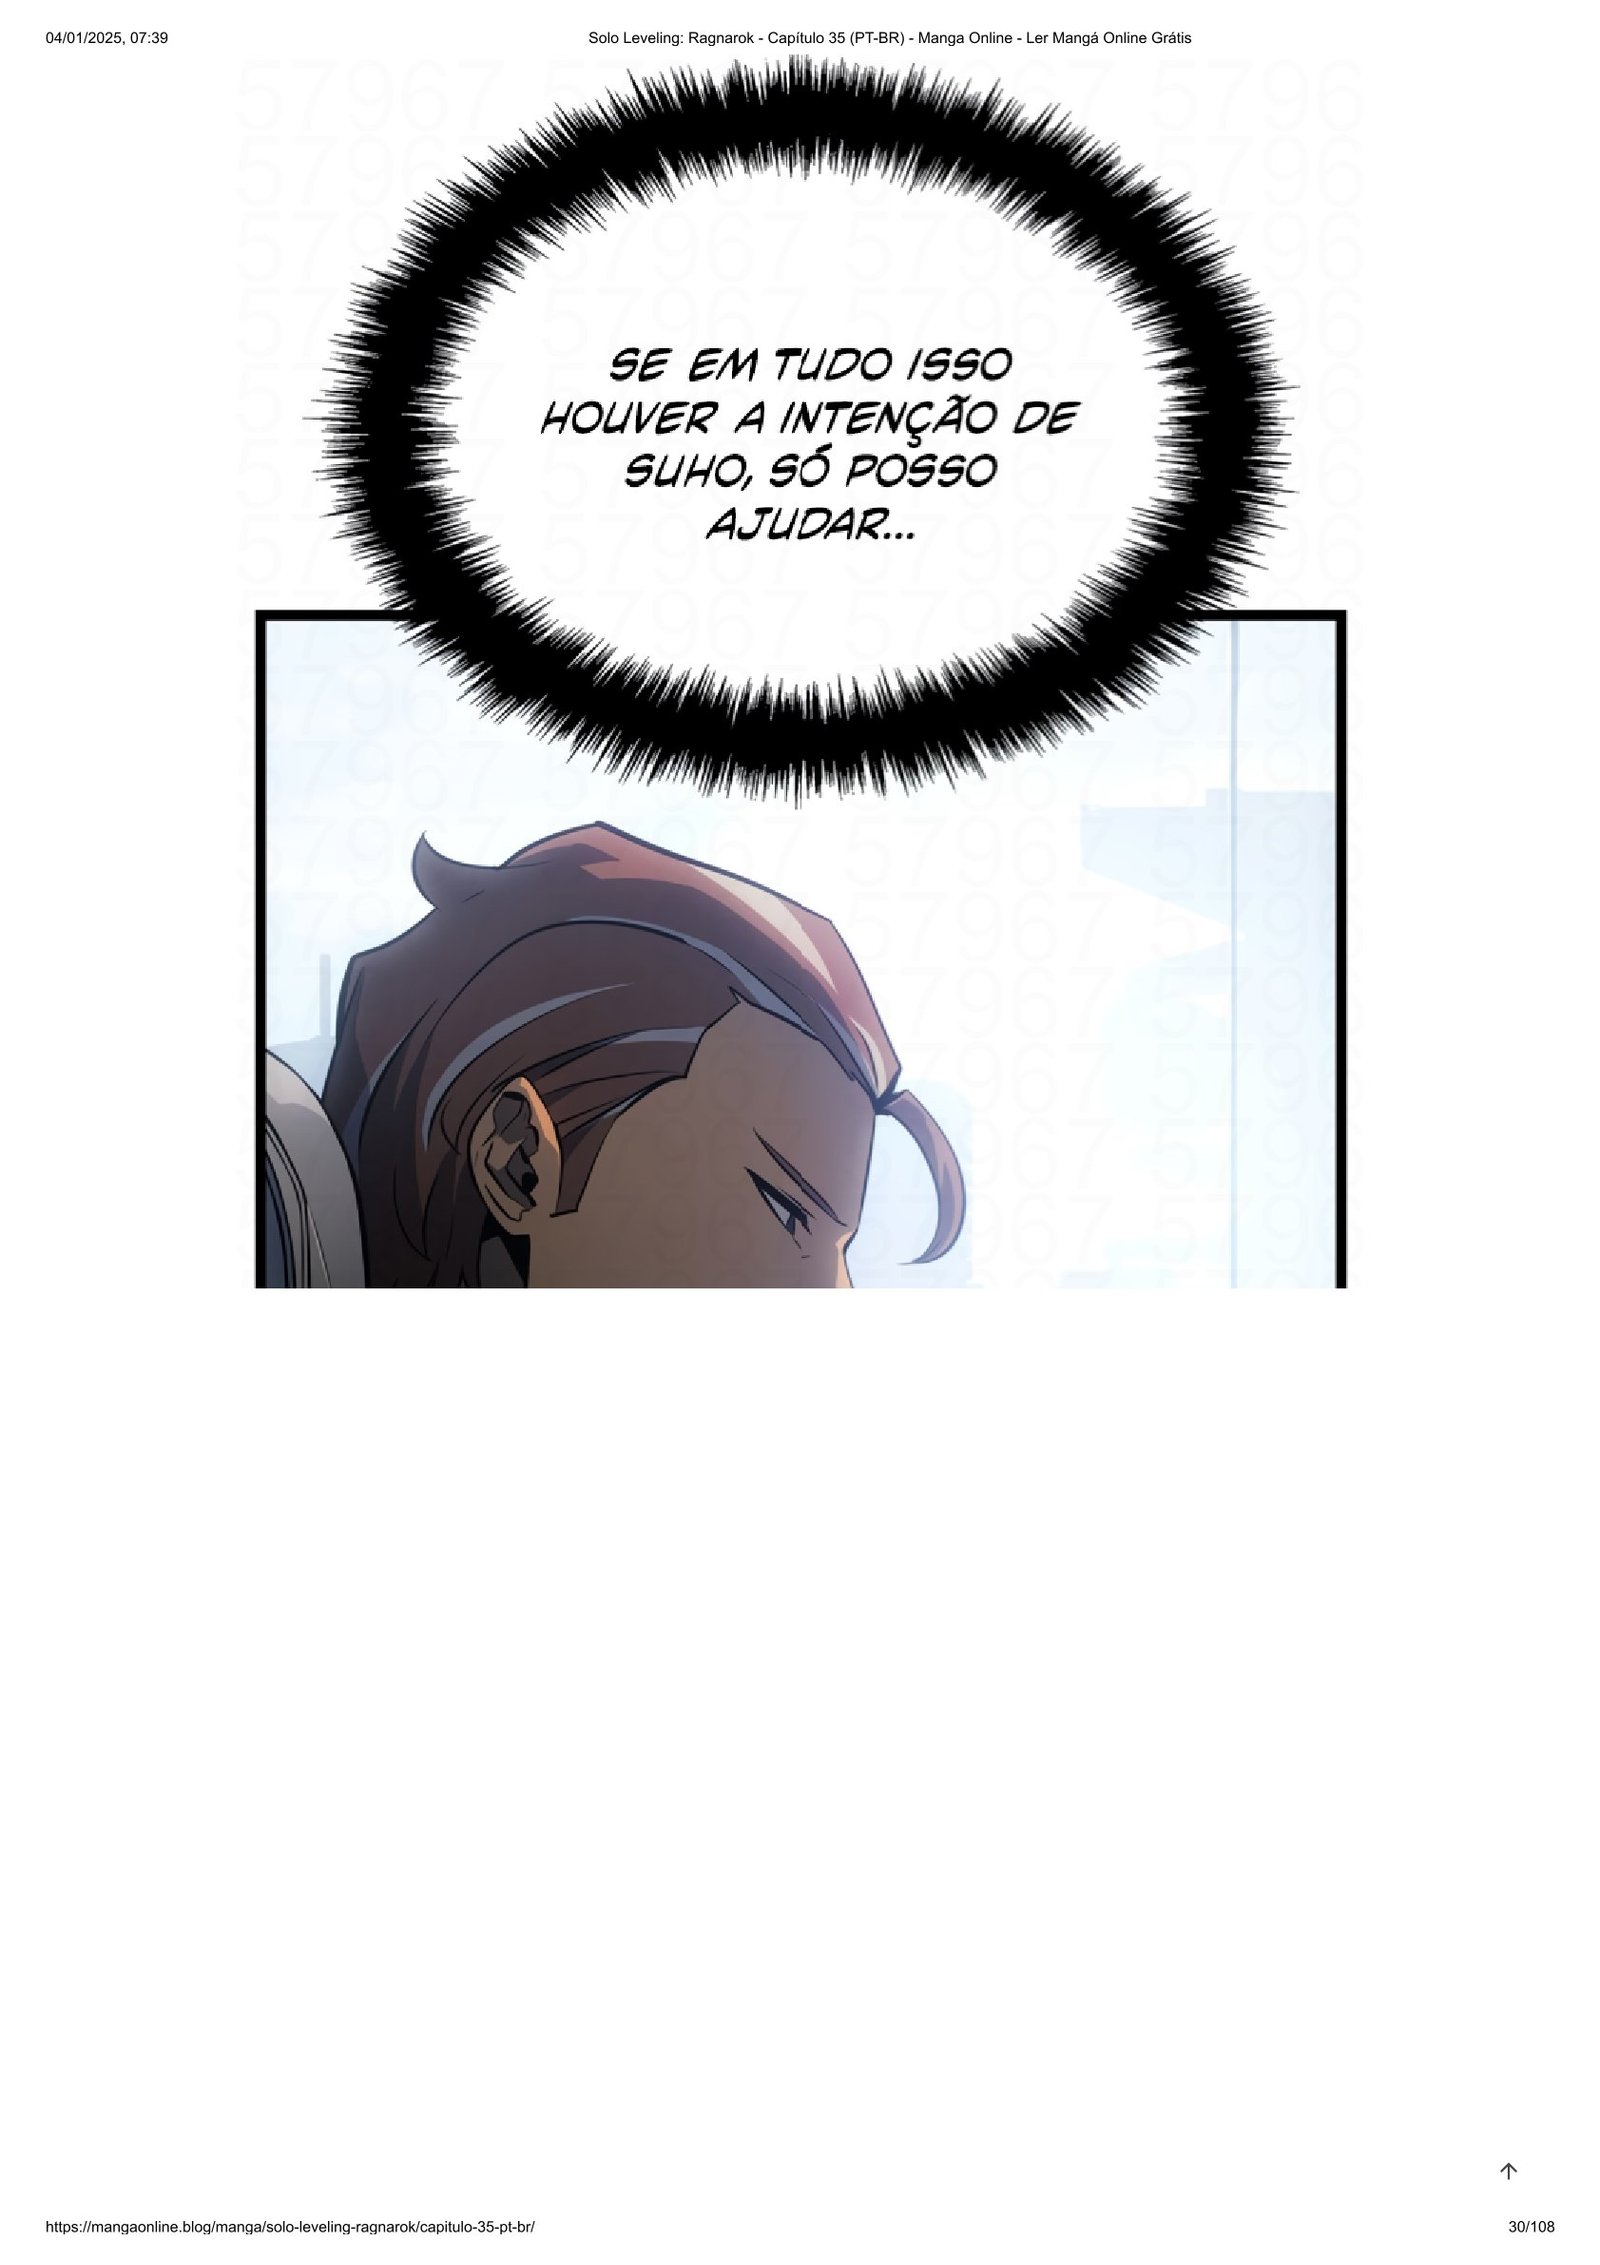 04/01/2025, 07:39
Solo Leveling: Ragnarok - Capítulo 35 (PT-BR) - Manga Online - Ler Mangá Online Grátis
SE EM TUDO ISSO
HOUVER A INTENÇÃO DE
SUHO, SÓ POSSO
AJUDAR...
https://mangaonline.blog/manga/solo-leveling-ragnarok/capitulo-35-pt-br/
30/108